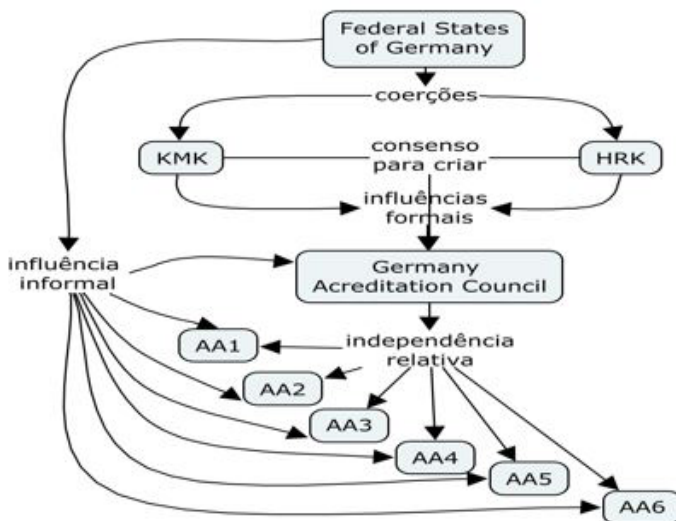 Federal States
of Germany
coerções
KMK
consenso
para criar
HRK
influências
formais
influência
informal
Germany
Acreditation Council
independência
relativa
AA1
AA2
AA3
AA4
AA5
AA6